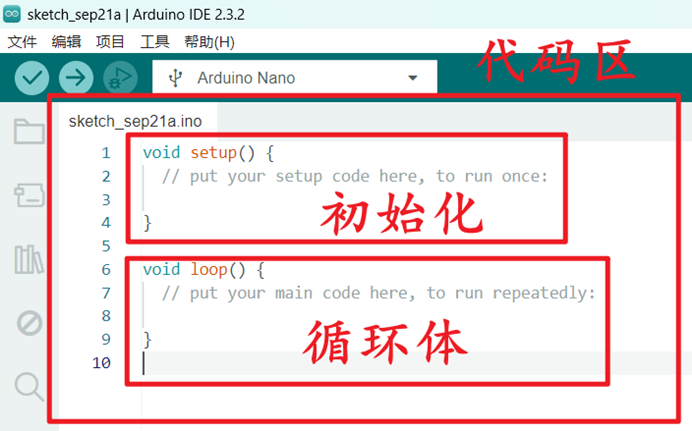 sketch_sep21a | Arduino IDE 2.3.2
文件 编辑 项目 工具 帮助(H)
Arduino Nano
代码区
sketch_sep21a.ino
1 void setup() {
2 // put your setup code here, to run once:
3
初始化
4 }
5
6 void loop() {
7 // put your main code here, to run repeatedly:
8
循环体
9 }
10